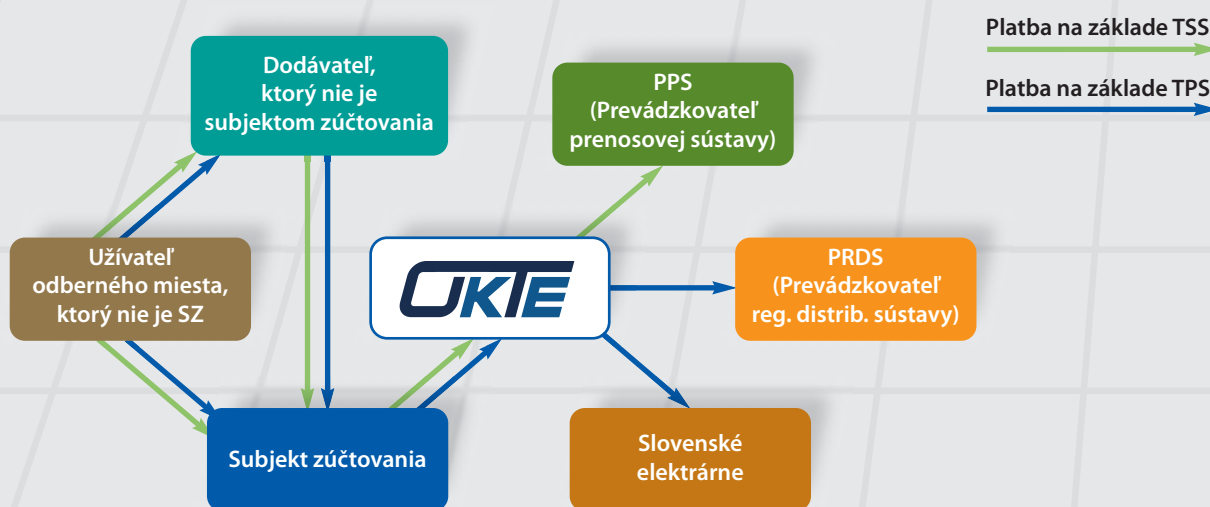 Platba na základe TSS
Platba na základe TPS
Dodávateľ,
ktorý nie je
subjektom zúčtovania
PPS
(Prevádzkovateľ
prenosovej sústavy)
Užívateľ
odberného miesta,
ktorý nie je SZ
OKTE
PRDS
(Prevádzkovateľ
reg. distrib. sústavy)
Subjekt zúčtovania
Slovenské
elektrárne